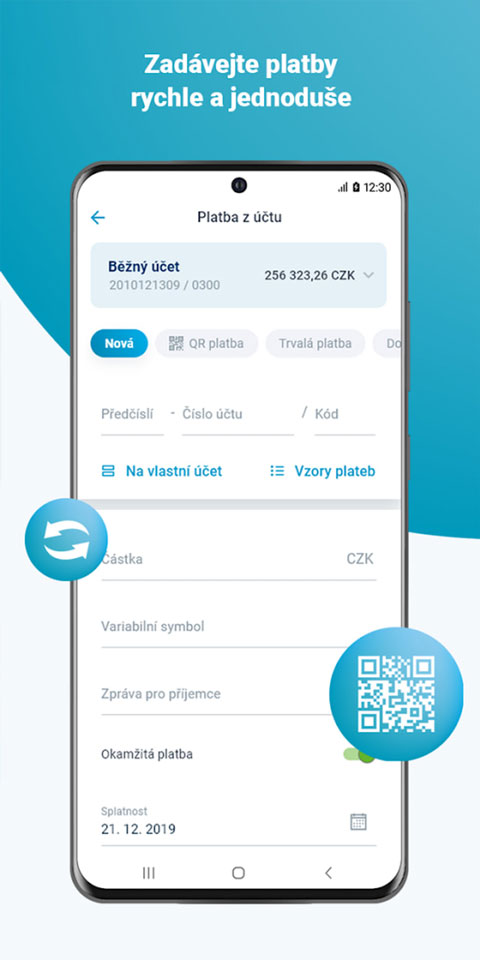 Zadávejte platby
rychle a jednoduše
12:30
Platba z účtu
Běžný účet
2010121309 / 0300
256 323,26 CZK
Nová QR platba Trvalá platba Do
Předčíslí - Číslo účtu / Kód
Na vlastní účet Vzory plateb
Částka CZK
Variabilní symbol
Zpráva pro příjemce
Okamžitá platba
Splatnost
21. 12. 2019